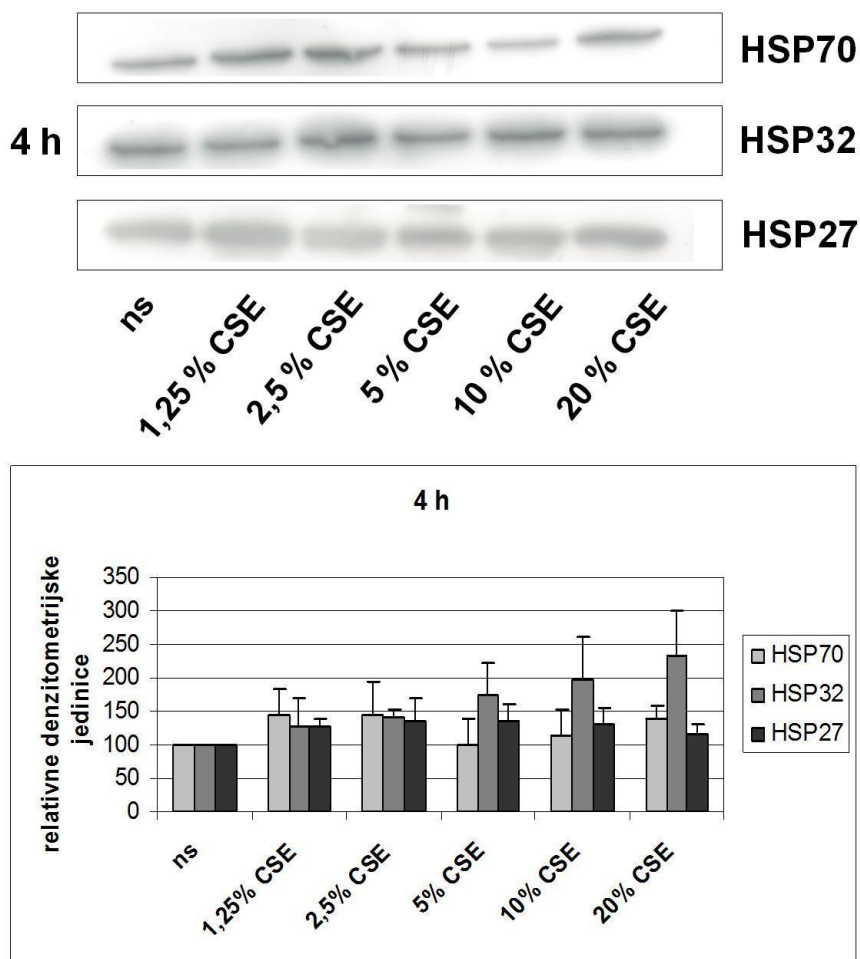 HSP70
4 h
HSP32
HSP27
ns
1,25 % CSE
2,5 % CSE
5 % CSE
10 % CSE
20 % CSE
4 h
relativne denzitometrijske
jedinice
350
300
250
200
150
100
50
0
ns
1,25% CSE
2,5% CSE
5% CSE
10% CSE
20% CSE
HSP70
HSP32
HSP27